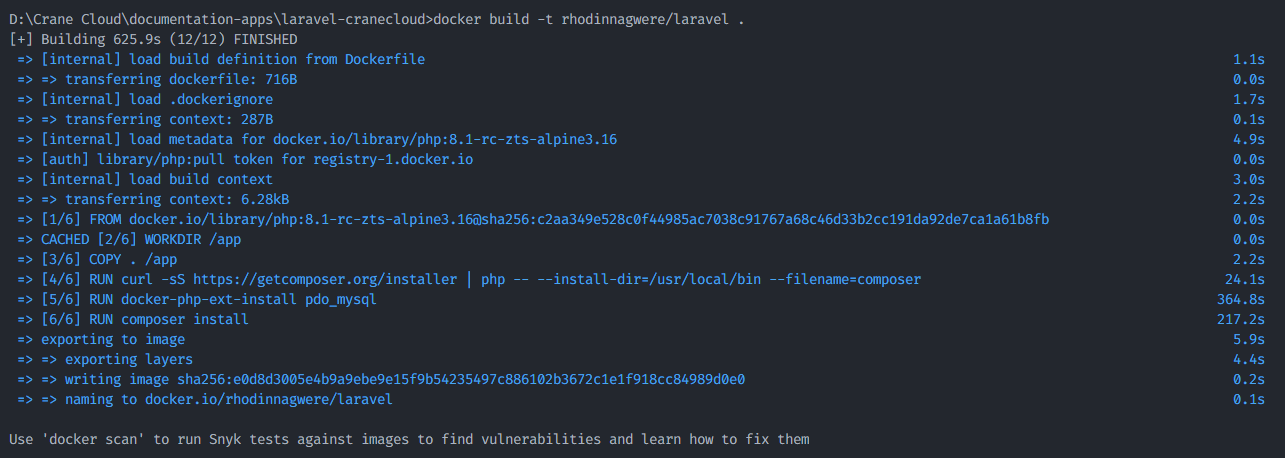 D:\Crane Cloud\documentation-apps\laravel-cranecloud>docker build -t rhodinnagwere/laravel .
[+] Building 625.9s (12/12) FINISHED
=> [internal] load build definition from Dockerfile 1.1s
=> => transferring dockerfile: 716B 0.0s
=> [internal] load .dockerignore 1.7s
=> => transferring context: 287B 0.1s
=> [internal] load metadata for docker.io/library/php:8.1-rc-zts-alpine3.16 4.9s
=> [auth] library/php:pull token for registry-1.docker.io 0.0s
=> [internal] load build context 3.0s
=> => transferring context: 6.28kB 2.2s
=> [1/6] FROM docker.io/library/php:8.1-rc-zts-alpine3.16@sha256:c2aa349e528c0f44985ac7038c91767a68c46d33b2cc191da92de7ca1a61b8fb 0.0s
=> CACHED [2/6] WORKDIR /app 0.0s
=> [3/6] COPY . /app 2.2s
=> [4/6] RUN curl -sS https://getcomposer.org/installer | php -- --install-dir=/usr/local/bin --filename=composer 24.1s
=> [5/6] RUN docker-php-ext-install pdo_mysql 364.8s
=> [6/6] RUN composer install 217.2s
=> exporting to image 5.9s
=> => exporting layers 4.4s
=> => writing image sha256:e0d8d3005e4b9a9ebe9e15f9b54235497c886102b3672c1e1f918cc84989d0e0 0.2s
=> => naming to docker.io/rhodinnagwere/laravel 0.1s
Use 'docker scan' to run Snyk tests against images to find vulnerabilities and learn how to fix them